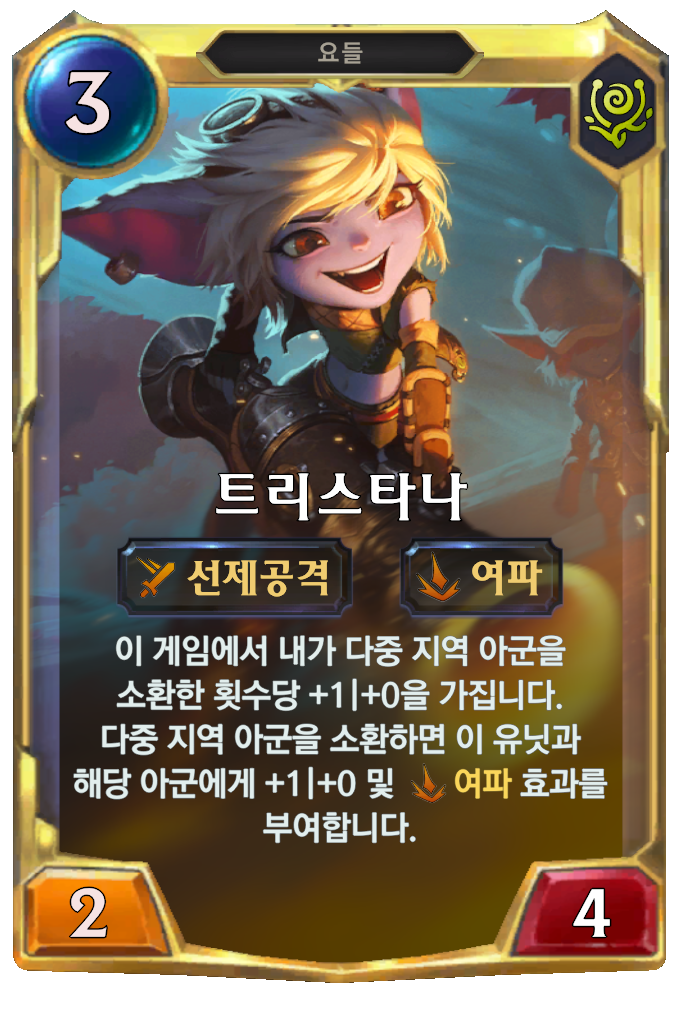 요들
3
트리스타나
선제공격 여파
이 게임에서 내가 다중 지역 아군을
소환한 횟수당 +1|+0을 가집니다.
다중 지역 아군을 소환하면 이 유닛과
해당 아군에게 +1|+0 및 여파 효과를
부여합니다.
2 4